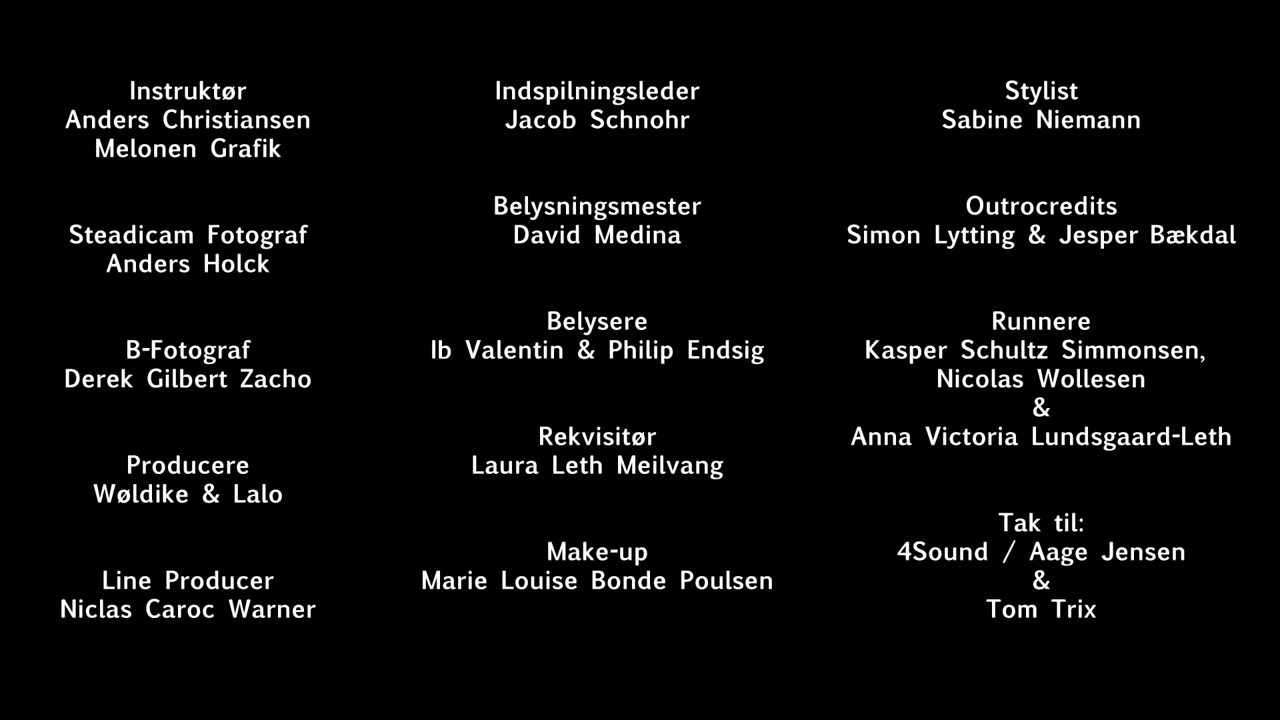 Instruktør
Anders Christiansen
Melonen Grafik
Steadicam Fotograf
Anders Holck
B-Fotograf
Derek Gilbert Zacho
Producere
Wøldike & Lalo
Line Producer
Niclas Caroc Warner
Indspilningsleder
Jacob Schnohr
Belysningsmester
David Medina
Belysere
Ib Valentin & Philip Endsig
Rekvisitør
Laura Leth Meilvang
Make-up
Marie Louise Bonde Poulsen
Stylist
Sabine Niemann
Outrocredits
Simon Lytting & Jesper Bækdal
Runnere
Kasper Schultz Simmonsen,
Nicolas Wollesen
&
Anna Victoria Lundsgaard-Leth
Tak til:
4Sound / Aage Jensen
&
Tom Trix